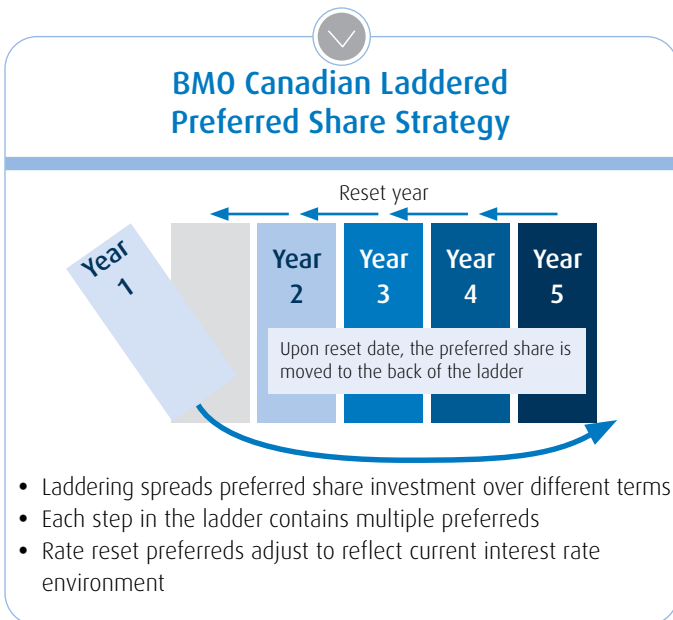 BMO Canadian Laddered
Preferred Share Strategy
Reset year
Year
1
Year
2
Year
3
Year
4
Year
5
Upon reset date, the preferred share is
moved to the back of the ladder
• Laddering spreads preferred share investment over different terms
• Each step in the ladder contains multiple preferreds
• Rate reset preferreds adjust to reflect current interest rate
environment